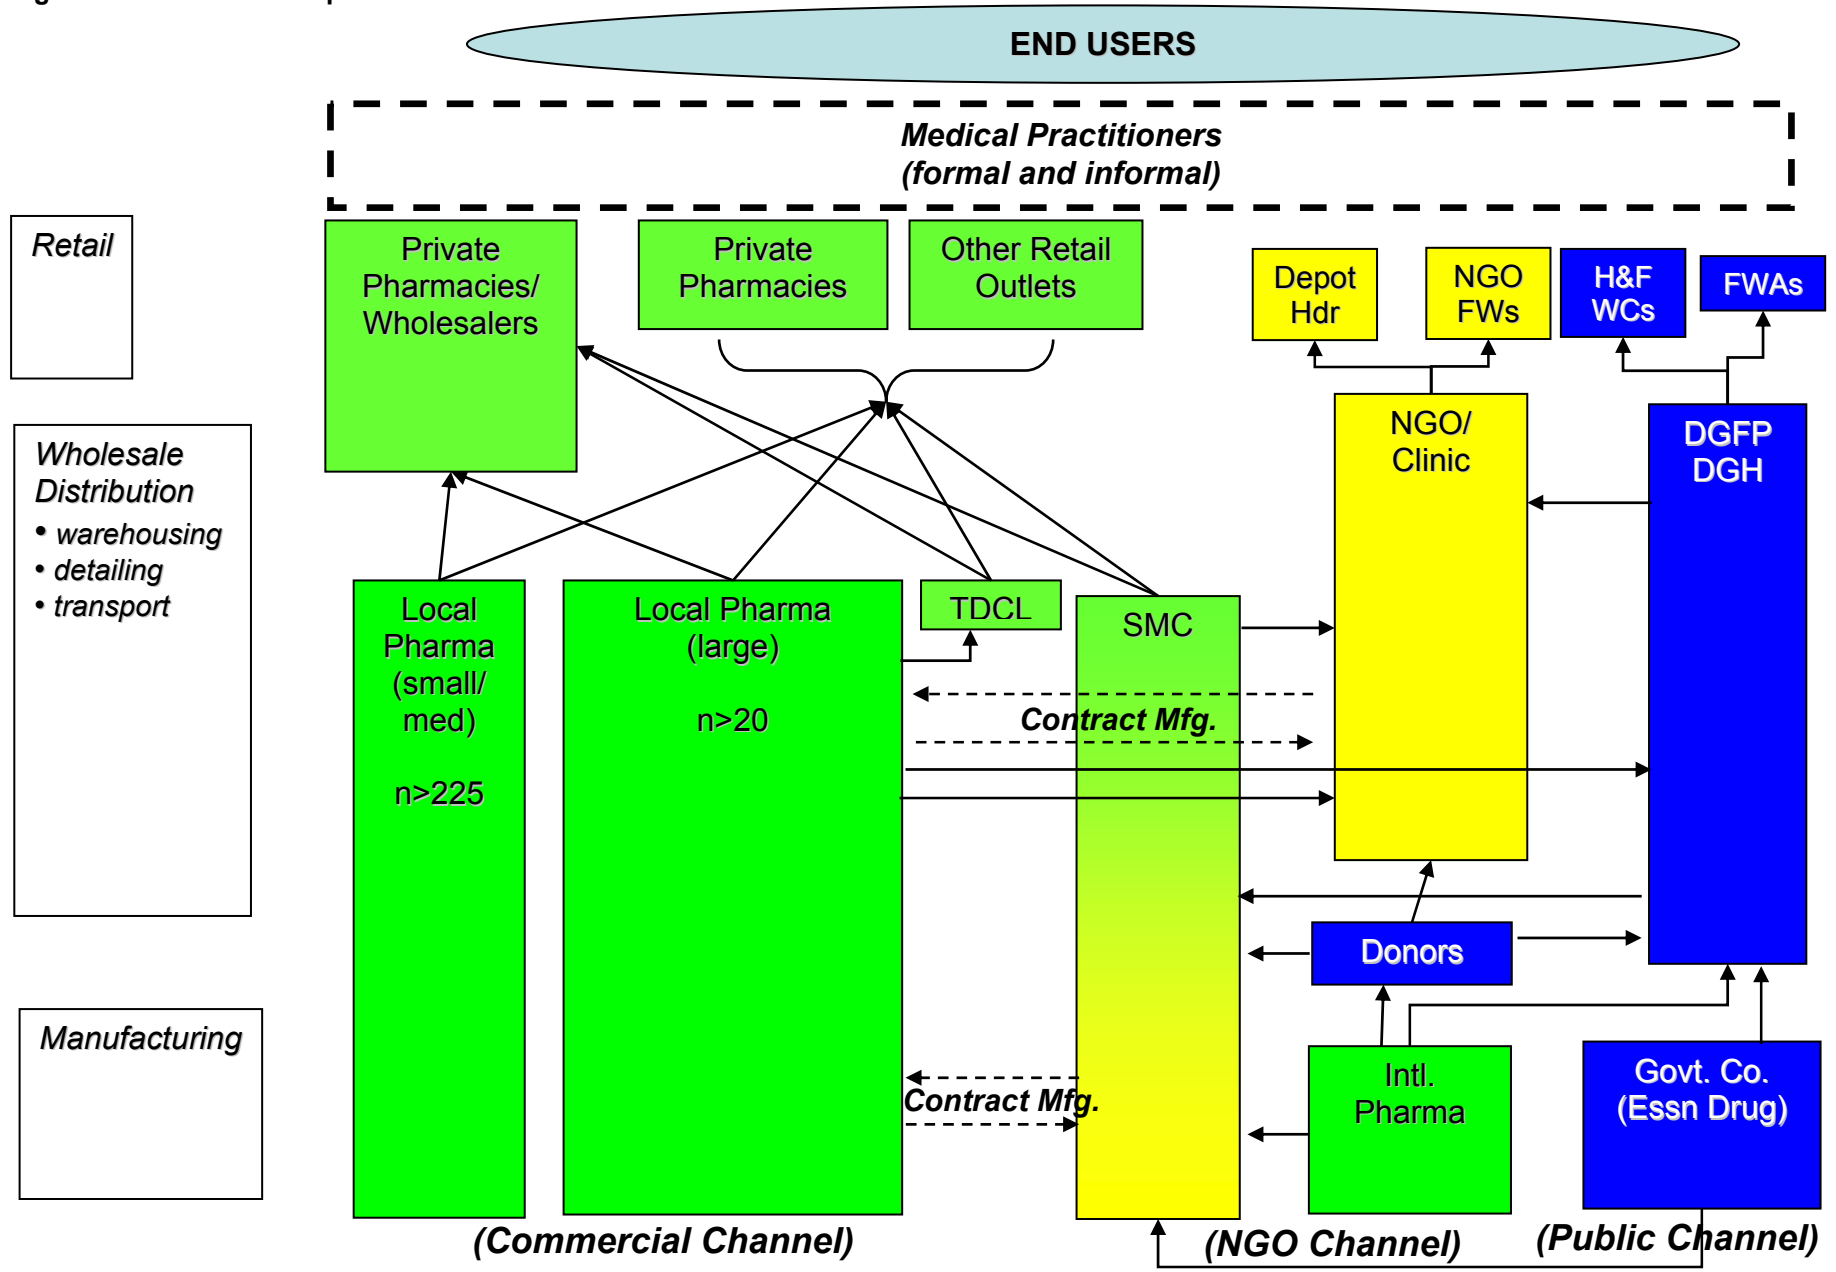 END USERS
Medical Practitioners
(formal and informal)
Retail
Private
Pharmacies/
Wholesalers
Private
Pharmacies
Other Retail
Outlets
Depot
Hdr
NGO
FWs
H&F
WCs
FWAs
Wholesale
Distribution
• warehousing
• detailing
• transport
NGO/
Clinic
DGFP
DGH
Local
Pharma
(small/
med)
n>225
Local Pharma
(large)
n>20
TDCL
SMC
Contract Mfg.
Donors
Manufacturing
Contract Mfg.
Intl.
Pharma
Govt. Co.
(Essn Drug)
(Commercial Channel)
(NGO Channel)
(Public Channel)